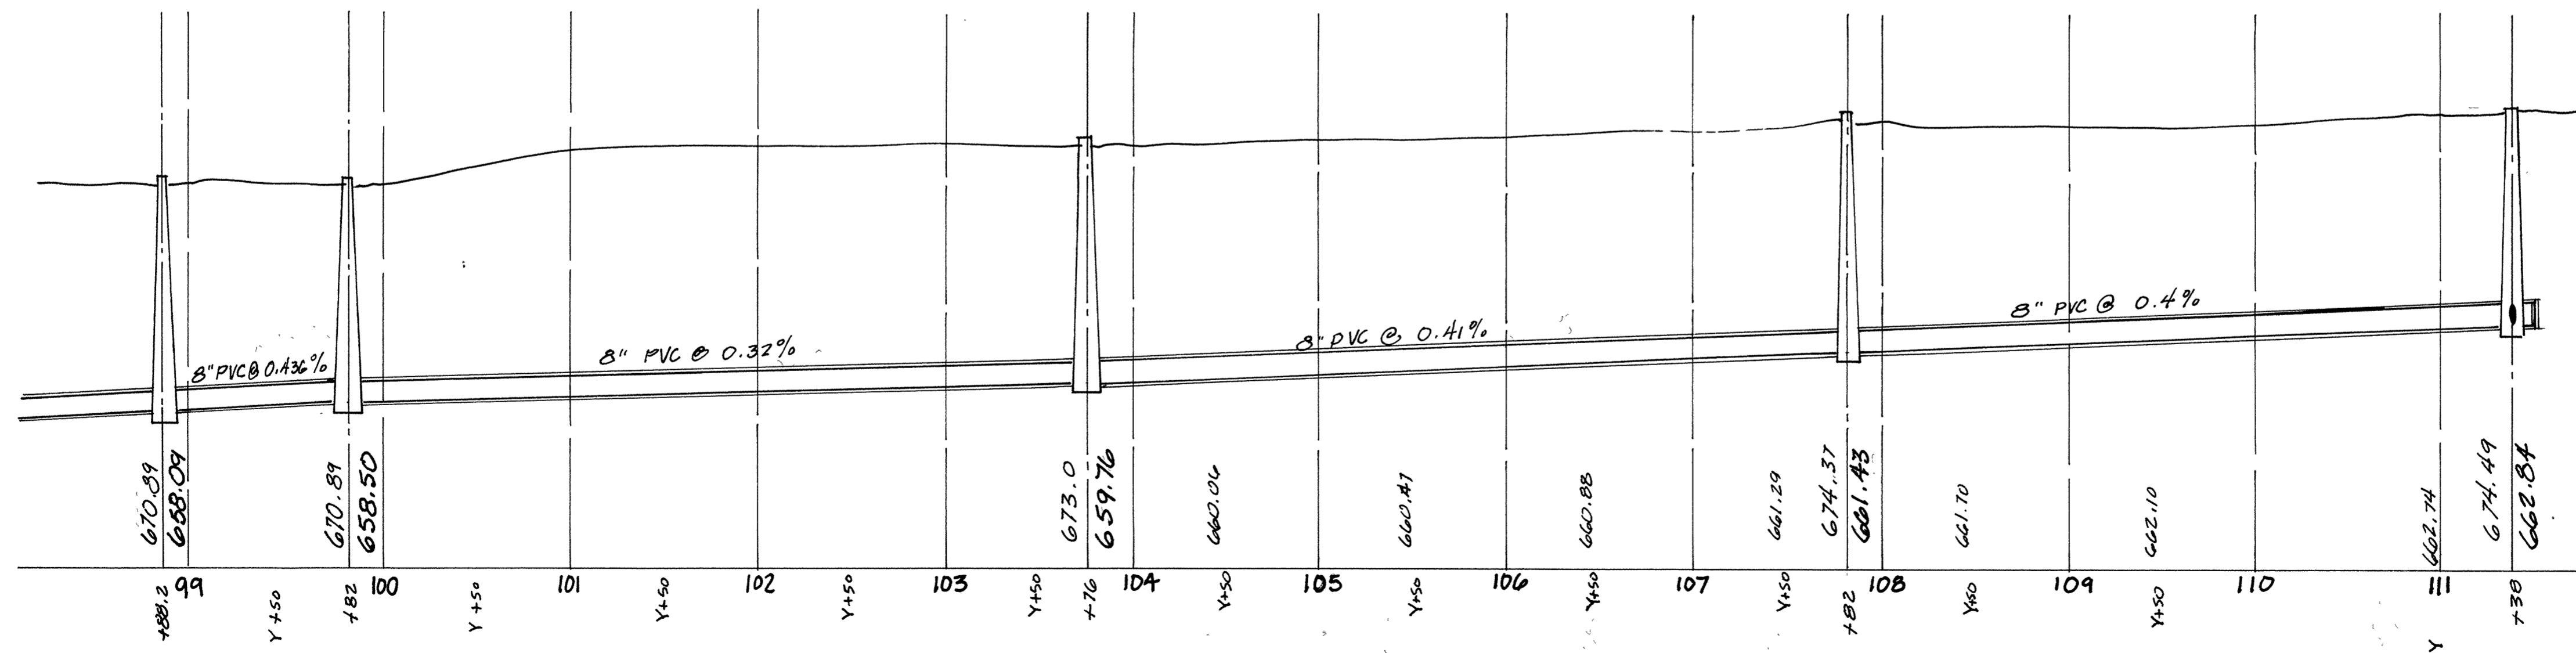 8" PVC @ 0.436%
8" PVC @ 0.32%
8" PVC @ 0.41%
8" PVC @ 0.4%
670.89
658.09
670.89
658.50
673.0
659.76
660.06
660.47
660.88
661.29
674.37
661.43
661.70
662.10
662.74
674.49
662.84
+88.2
99
Y+50
+82
100
Y+50
101
Y+50
102
Y+50
103
Y+50
+76
104
Y+50
105
Y+50
106
Y+50
107
Y+50
+82
108
Y+50
109
Y+50
110
111
Y
+38